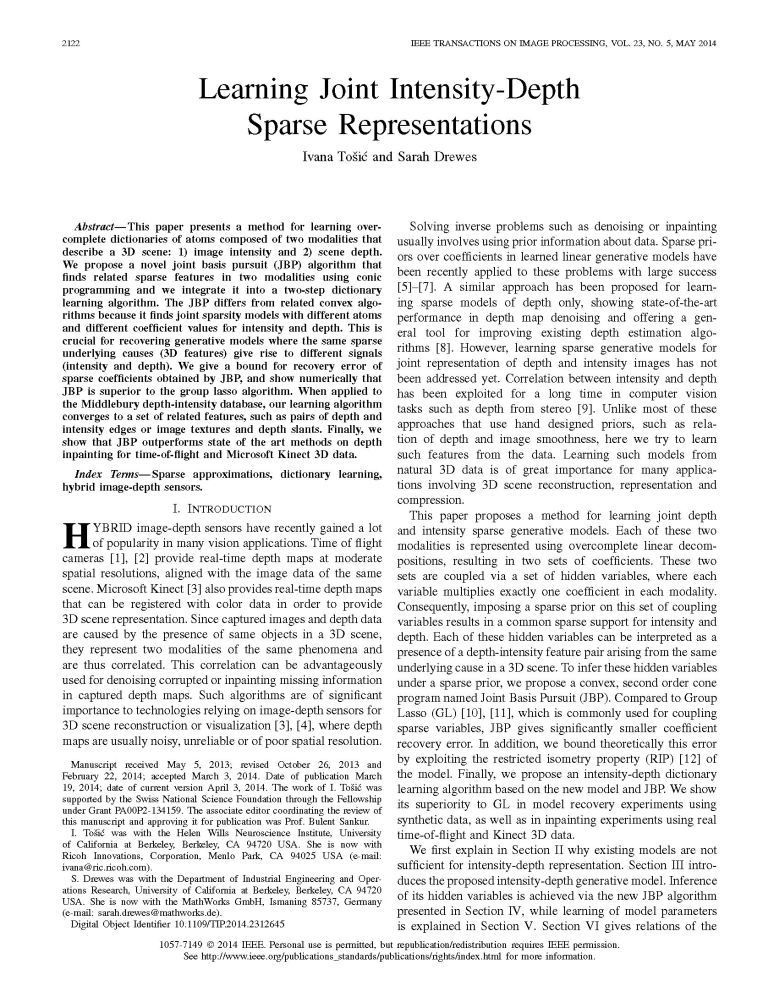 2122
IEEE TRANSACTIONS ON IMAGE PROCESSING, VOL. 23, NO. 5, MAY 2014
Learning Joint Intensity-Depth
Sparse Representations
Ivana Tošić and Sarah Drewes
Abstract—This paper presents a method for learning over-
complete dictionaries of atoms composed of two modalities that
describe a 3D scene: 1) image intensity and 2) scene depth.
We propose a novel joint basis pursuit (JBP) algorithm that
finds related sparse features in two modalities using conic
programming and we integrate it into a two-step dictionary
learning algorithm. The JBP differs from related convex algo-
rithms because it finds joint sparsity models with different atoms
and different coefficient values for intensity and depth. This is
crucial for recovering generative models where the same sparse
underlying causes (3D features) give rise to different signals
(intensity and depth). We give a bound for recovery error of
sparse coefficients obtained by JBP, and show numerically that
JBP is superior to the group lasso algorithm. When applied to
the Middlebury depth-intensity database, our learning algorithm
converges to a set of related features, such as pairs of depth and
intensity edges or image textures and depth slants. Finally, we
show that JBP outperforms state of the art methods on depth
inpainting for time-of-flight and Microsoft Kinect 3D data.
Index Terms—Sparse approximations, dictionary learning,
hybrid image-depth sensors.
I. INTRODUCTION
HYBRID image-depth sensors have recently gained a lot
of popularity in many vision applications. Time of flight
cameras [1], [2] provide real-time depth maps at moderate
spatial resolutions, aligned with the image data of the same
scene. Microsoft Kinect [3] also provides real-time depth maps
that can be registered with color data in order to provide
3D scene representation. Since captured images and depth data
are caused by the presence of same objects in a 3D scene,
they represent two modalities of the same phenomena and
are thus correlated. This correlation can be advantageously
used for denoising corrupted or inpainting missing information
in captured depth maps. Such algorithms are of significant
importance to technologies relying on image-depth sensors for
3D scene reconstruction or visualization [3], [4], where depth
maps are usually noisy, unreliable or of poor spatial resolution.
Manuscript received May 5, 2013; revised October 26, 2013 and
February 22, 2014; accepted March 3, 2014. Date of publication March
19, 2014; date of current version April 3, 2014. The work of I. Tošić was
supported by the Swiss National Science Foundation through the Fellowship
under Grant PA00P2-134159. The associate editor coordinating the review of
this manuscript and approving it for publication was Prof. Bulent Sankur.
I. Tošić was with the Helen Wills Neuroscience Institute, University
of California at Berkeley, Berkeley, CA 94720 USA. She is now with
Ricoh Innovations, Corporation, Menlo Park, CA 94025 USA (e-mail:
ivana@ric.ricoh.com).
S. Drewes was with the Department of Industrial Engineering and Oper-
ations Research, University of California at Berkeley, Berkeley, CA 94720
USA. She is now with the MathWorks GmbH, Ismaning 85737, Germany
(e-mail: sarah.drewes@mathworks.de).
Digital Object Identifier 10.1109/TIP.2014.2312645
Solving inverse problems such as denoising or inpainting
usually involves using prior information about data. Sparse pri-
ors over coefficients in learned linear generative models have
been recently applied to these problems with large success
[5]–[7]. A similar approach has been proposed for learn-
ing sparse models of depth only, showing state-of-the-art
performance in depth map denoising and offering a gen-
eral tool for improving existing depth estimation algo-
rithms [8]. However, learning sparse generative models for
joint representation of depth and intensity images has not
been addressed yet. Correlation between intensity and depth
has been exploited for a long time in computer vision
tasks such as depth from stereo [9]. Unlike most of these
approaches that use hand designed priors, such as rela-
tion of depth and image smoothness, here we try to learn
such features from the data. Learning such models from
natural 3D data is of great importance for many applica-
tions involving 3D scene reconstruction, representation and
compression.
This paper proposes a method for learning joint depth
and intensity sparse generative models. Each of these two
modalities is represented using overcomplete linear decom-
positions, resulting in two sets of coefficients. These two
sets are coupled via a set of hidden variables, where each
variable multiplies exactly one coefficient in each modality.
Consequently, imposing a sparse prior on this set of coupling
variables results in a common sparse support for intensity and
depth. Each of these hidden variables can be interpreted as a
presence of a depth-intensity feature pair arising from the same
underlying cause in a 3D scene. To infer these hidden variables
under a sparse prior, we propose a convex, second order cone
program named Joint Basis Pursuit (JBP). Compared to Group
Lasso (GL) [10], [11], which is commonly used for coupling
sparse variables, JBP gives significantly smaller coefficient
recovery error. In addition, we bound theoretically this error
by exploiting the restricted isometry property (RIP) [12] of
the model. Finally, we propose an intensity-depth dictionary
learning algorithm based on the new model and JBP. We show
its superiority to GL in model recovery experiments using
synthetic data, as well as in inpainting experiments using real
time-of-flight and Kinect 3D data.
We first explain in Section II why existing models are not
sufficient for intensity-depth representation. Section III intro-
duces the proposed intensity-depth generative model. Inference
of its hidden variables is achieved via the new JBP algorithm
presented in Section IV, while learning of model parameters
is explained in Section V. Section VI gives relations of the
1057-7149 © 2014 IEEE. Personal use is permitted, but republication/redistribution requires IEEE permission.
See http://www.ieee.org/publications_standards/publications/rights/index.html for more information.